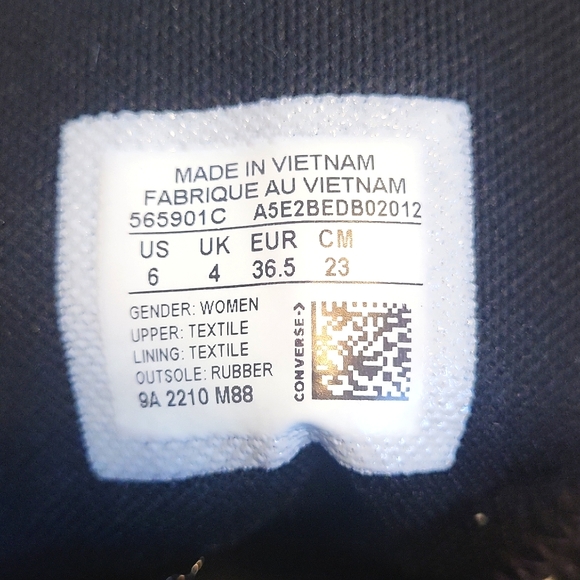 MADE IN VIETNAM
FABRIQUE AU VIETNAM
565901C A5E2BEDB02012
US UK EUR CM
6 4 36.5 23
GENDER: WOMEN
UPPER: TEXTILE
LINING: TEXTILE
OUTSOLE: RUBBER
9A 2210 M88
CONVERSE